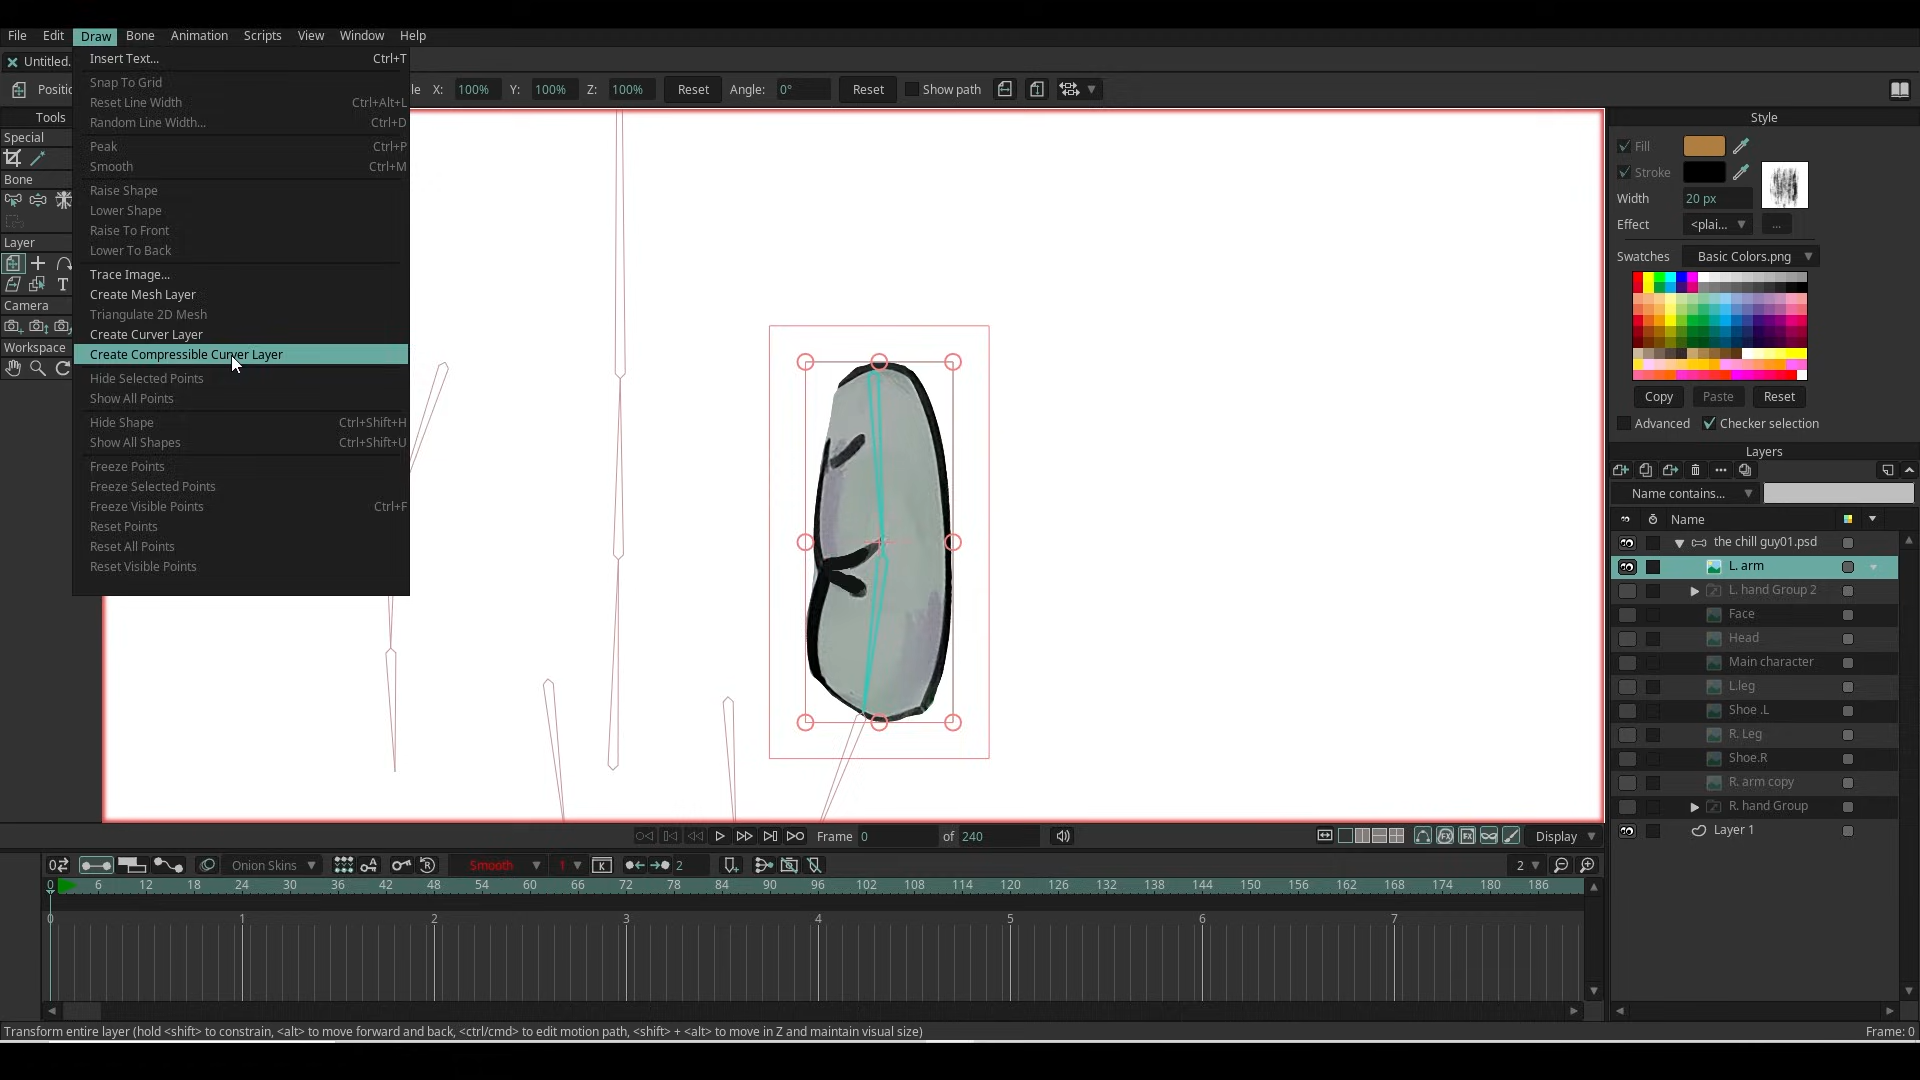 File Edit Draw Bone Animation Scripts View Window Help
Untitled.
Positio
le X: 100% Y: 100% Z: 100% Reset Angle: 0° Reset Show path
Insert Text... Ctrl+T
Snap To Grid
Reset Line Width Ctrl+Alt+L
Random Line Width... Ctrl+D
Peak Ctrl+P
Smooth Ctrl+M
Raise Shape
Lower Shape
Raise To Front
Lower To Back
Trace Image...
Create Mesh Layer
Triangulate 2D Mesh
Create Curver Layer
Create Compressible Curver Layer
Hide Selected Points
Show All Points
Hide Shape Ctrl+Shift+H
Show All Shapes Ctrl+Shift+U
Freeze Points
Freeze Selected Points
Freeze Visible Points Ctrl+F
Reset Points
Reset All Points
Reset Visible Points
Tools
Special
Bone
Layer
T
Camera
Workspace
Style
Fill
Stroke
Width 20 px
Effect <plai... ...
Swatches Basic Colors.png
Copy Paste Reset
Advanced Checker selection
Layers
Name contains...
Name
the chill guy01.psd
L. arm
L. hand Group 2
Face
Head
Main character
L.leg
Shoe .L
R. Leg
Shoe.R
R. arm copy
R. hand Group
Layer 1
Frame 0 of 240 Display
Onion Skins Smooth 1 K 2 2
0 6 12 18 24 30 36 42 48 54 60 66 72 78 84 90 96 102 108 114 120 126 132 138 144 150 156 162 168 174 180 186
0 1 2 3 4 5 6 7
Transform entire layer (hold <shift> to constrain, <alt> to move forward and back, <ctrl/cmd> to edit motion path, <shift> + <alt> to move in Z and maintain visual size) Frame: 0